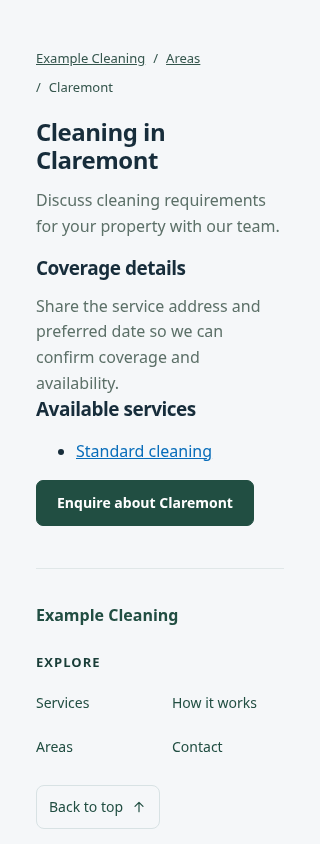 Example Cleaning / Areas
/ Claremont
Cleaning in
Claremont
Discuss cleaning requirements
for your property with our team.
Coverage details
Share the service address and
preferred date so we can
confirm coverage and
availability.
Available services
• Standard cleaning
Enquire about Claremont
Example Cleaning
EXPLORE
Services How it works
Areas Contact
Back to top ↑